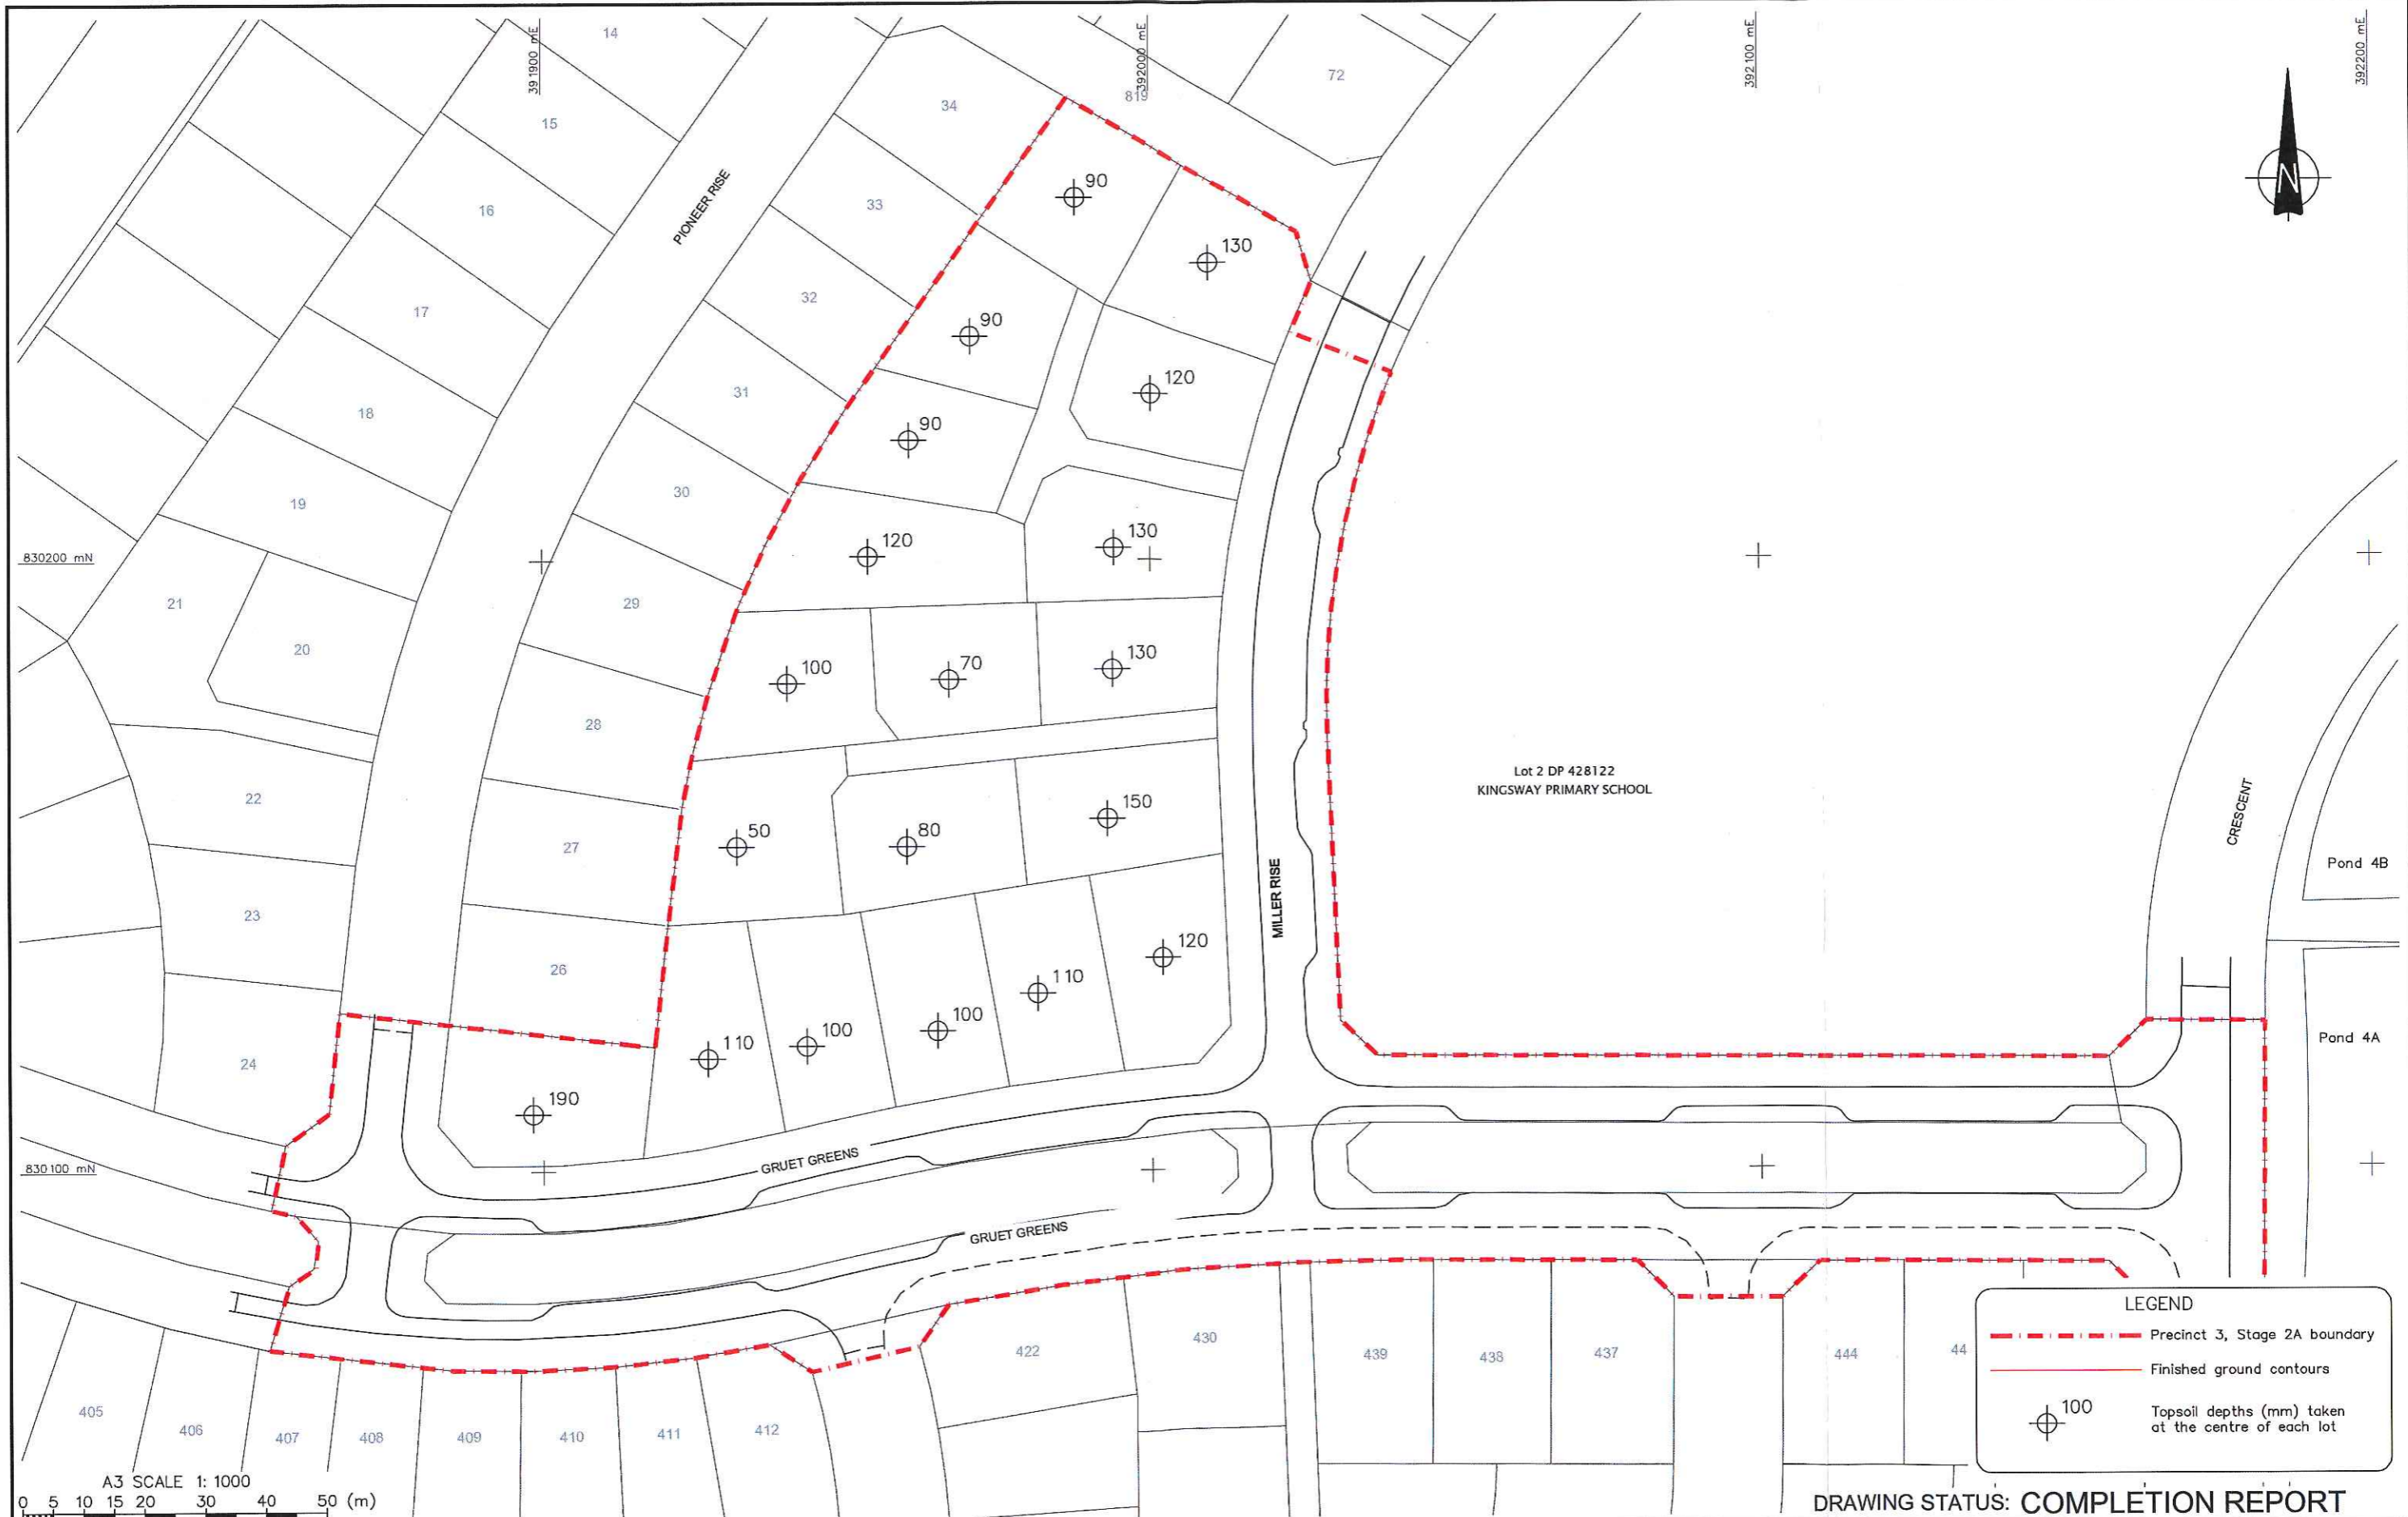 391900 mE
392000 mE
392100 mE
392200 mE
14
15
16
17
18
19
20
21
22
23
24
PIONEER RISE
34
33
32
31
30
29
28
27
26
819
72
N
90
130
90
120
90
120
130
100
70
130
50
80
150
120
110
100
100
110
190
830200 mN
830100 mN
Lot 2 DP 428122
KINGSWAY PRIMARY SCHOOL
MILLER RISE
CRESCENT
Pond 4B
Pond 4A
GRUET GREENS
GRUET GREENS
405
406
407
408
409
410
411
412
422
430
439
438
437
444
44
LEGEND
Precinct 3, Stage 2A boundary
Finished ground contours
100
Topsoil depths (mm) taken
at the centre of each lot
A3 SCALE 1: 1000
0 5 10 15 20 30 40 50 (m)
DRAWING STATUS: COMPLETION REPORT